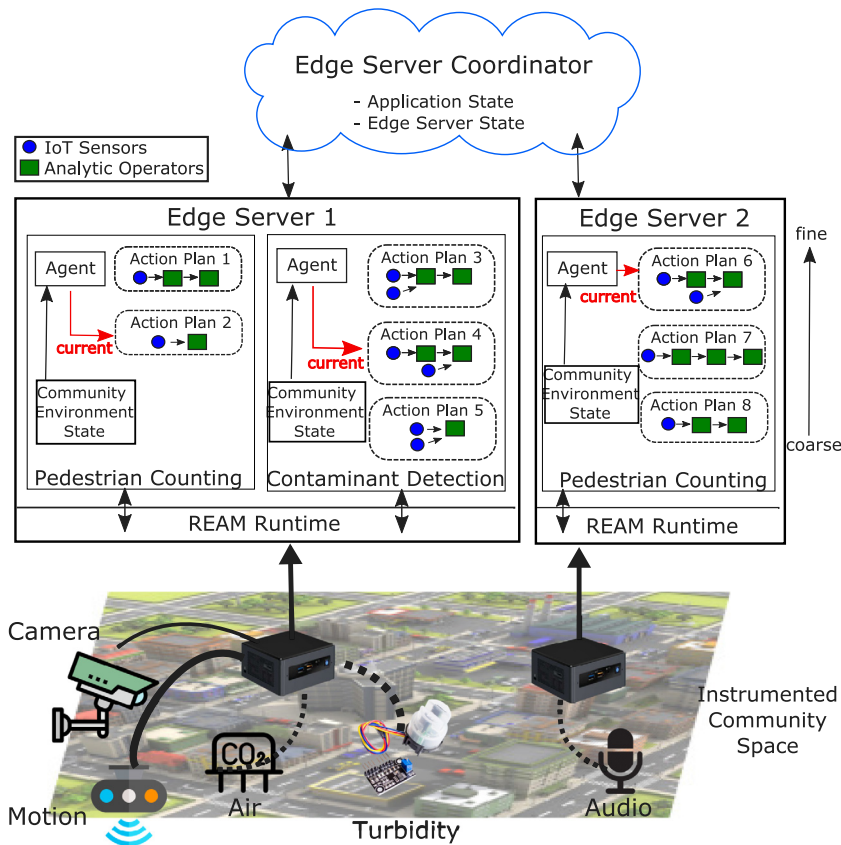 Edge Server Coordinator
- Application State
- Edge Server State
IoT Sensors
Analytic Operators
Edge Server 1
Agent
Action Plan 1
Action Plan 2
current
Community
Environment
State
Pedestrian Counting
Agent
Action Plan 3
Action Plan 4
current
Action Plan 5
Community
Environment
State
Contaminant Detection
REAM Runtime
Edge Server 2
Agent
Action Plan 6
current
Action Plan 7
Action Plan 8
Community
Environment
State
Pedestrian Counting
REAM Runtime
fine
coarse
Camera
Motion
CO2
Air
Turbidity
Audio
Instrumented
Community
Space